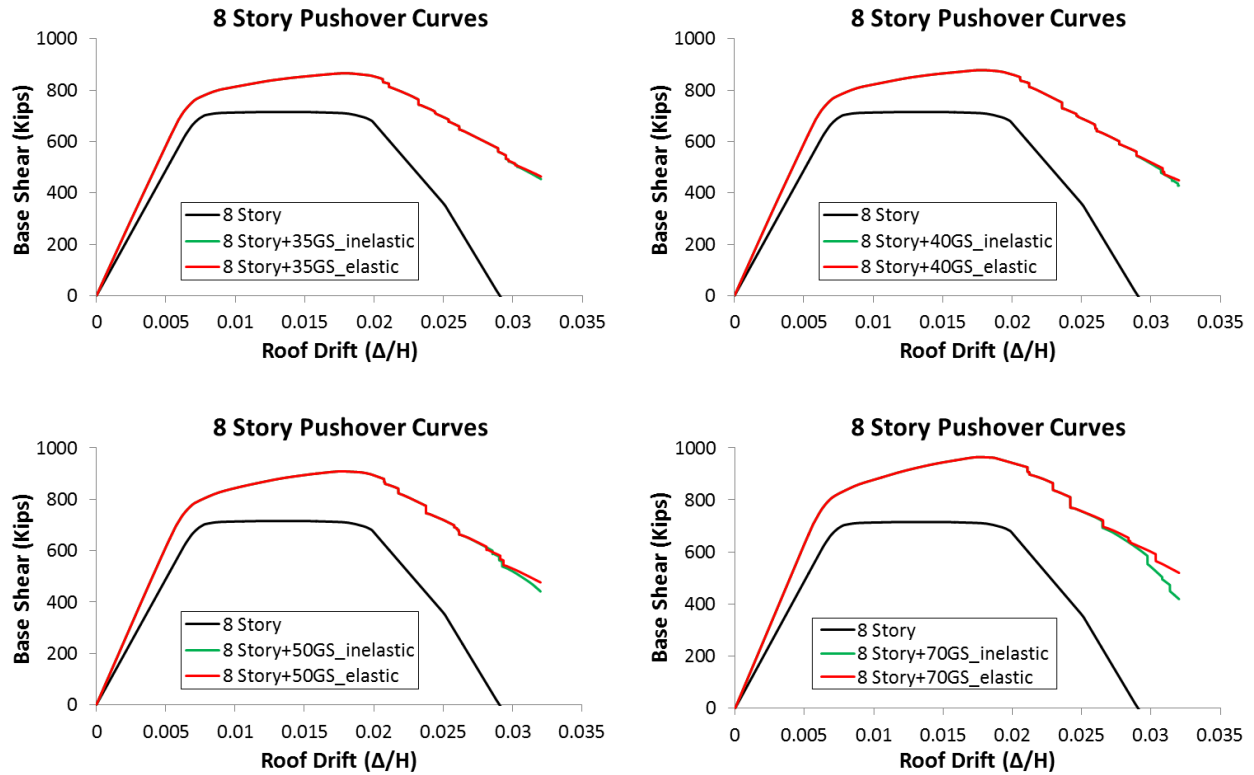 8 Story Pushover Curves
Base Shear (Kips)
1000
800
600
400
200
0
8 Story
8 Story+35GS_inelastic
8 Story+35GS_elastic
0 0.005 0.01 0.015 0.02 0.025 0.03 0.035
Roof Drift (Δ/H)
8 Story Pushover Curves
Base Shear (Kips)
1000
800
600
400
200
0
8 Story
8 Story+40GS_inelastic
8 Story+40GS_elastic
0 0.005 0.01 0.015 0.02 0.025 0.03 0.035
Roof Drift (Δ/H)
8 Story Pushover Curves
Base Shear (Kips)
1000
800
600
400
200
0
8 Story
8 Story+50GS_inelastic
8 Story+50GS_elastic
0 0.005 0.01 0.015 0.02 0.025 0.03 0.035
Roof Drift (Δ/H)
8 Story Pushover Curves
Base Shear (Kips)
1000
800
600
400
200
0
8 Story
8 Story+70GS_inelastic
8 Story+70GS_elastic
0 0.005 0.01 0.015 0.02 0.025 0.03 0.035
Roof Drift (Δ/H)